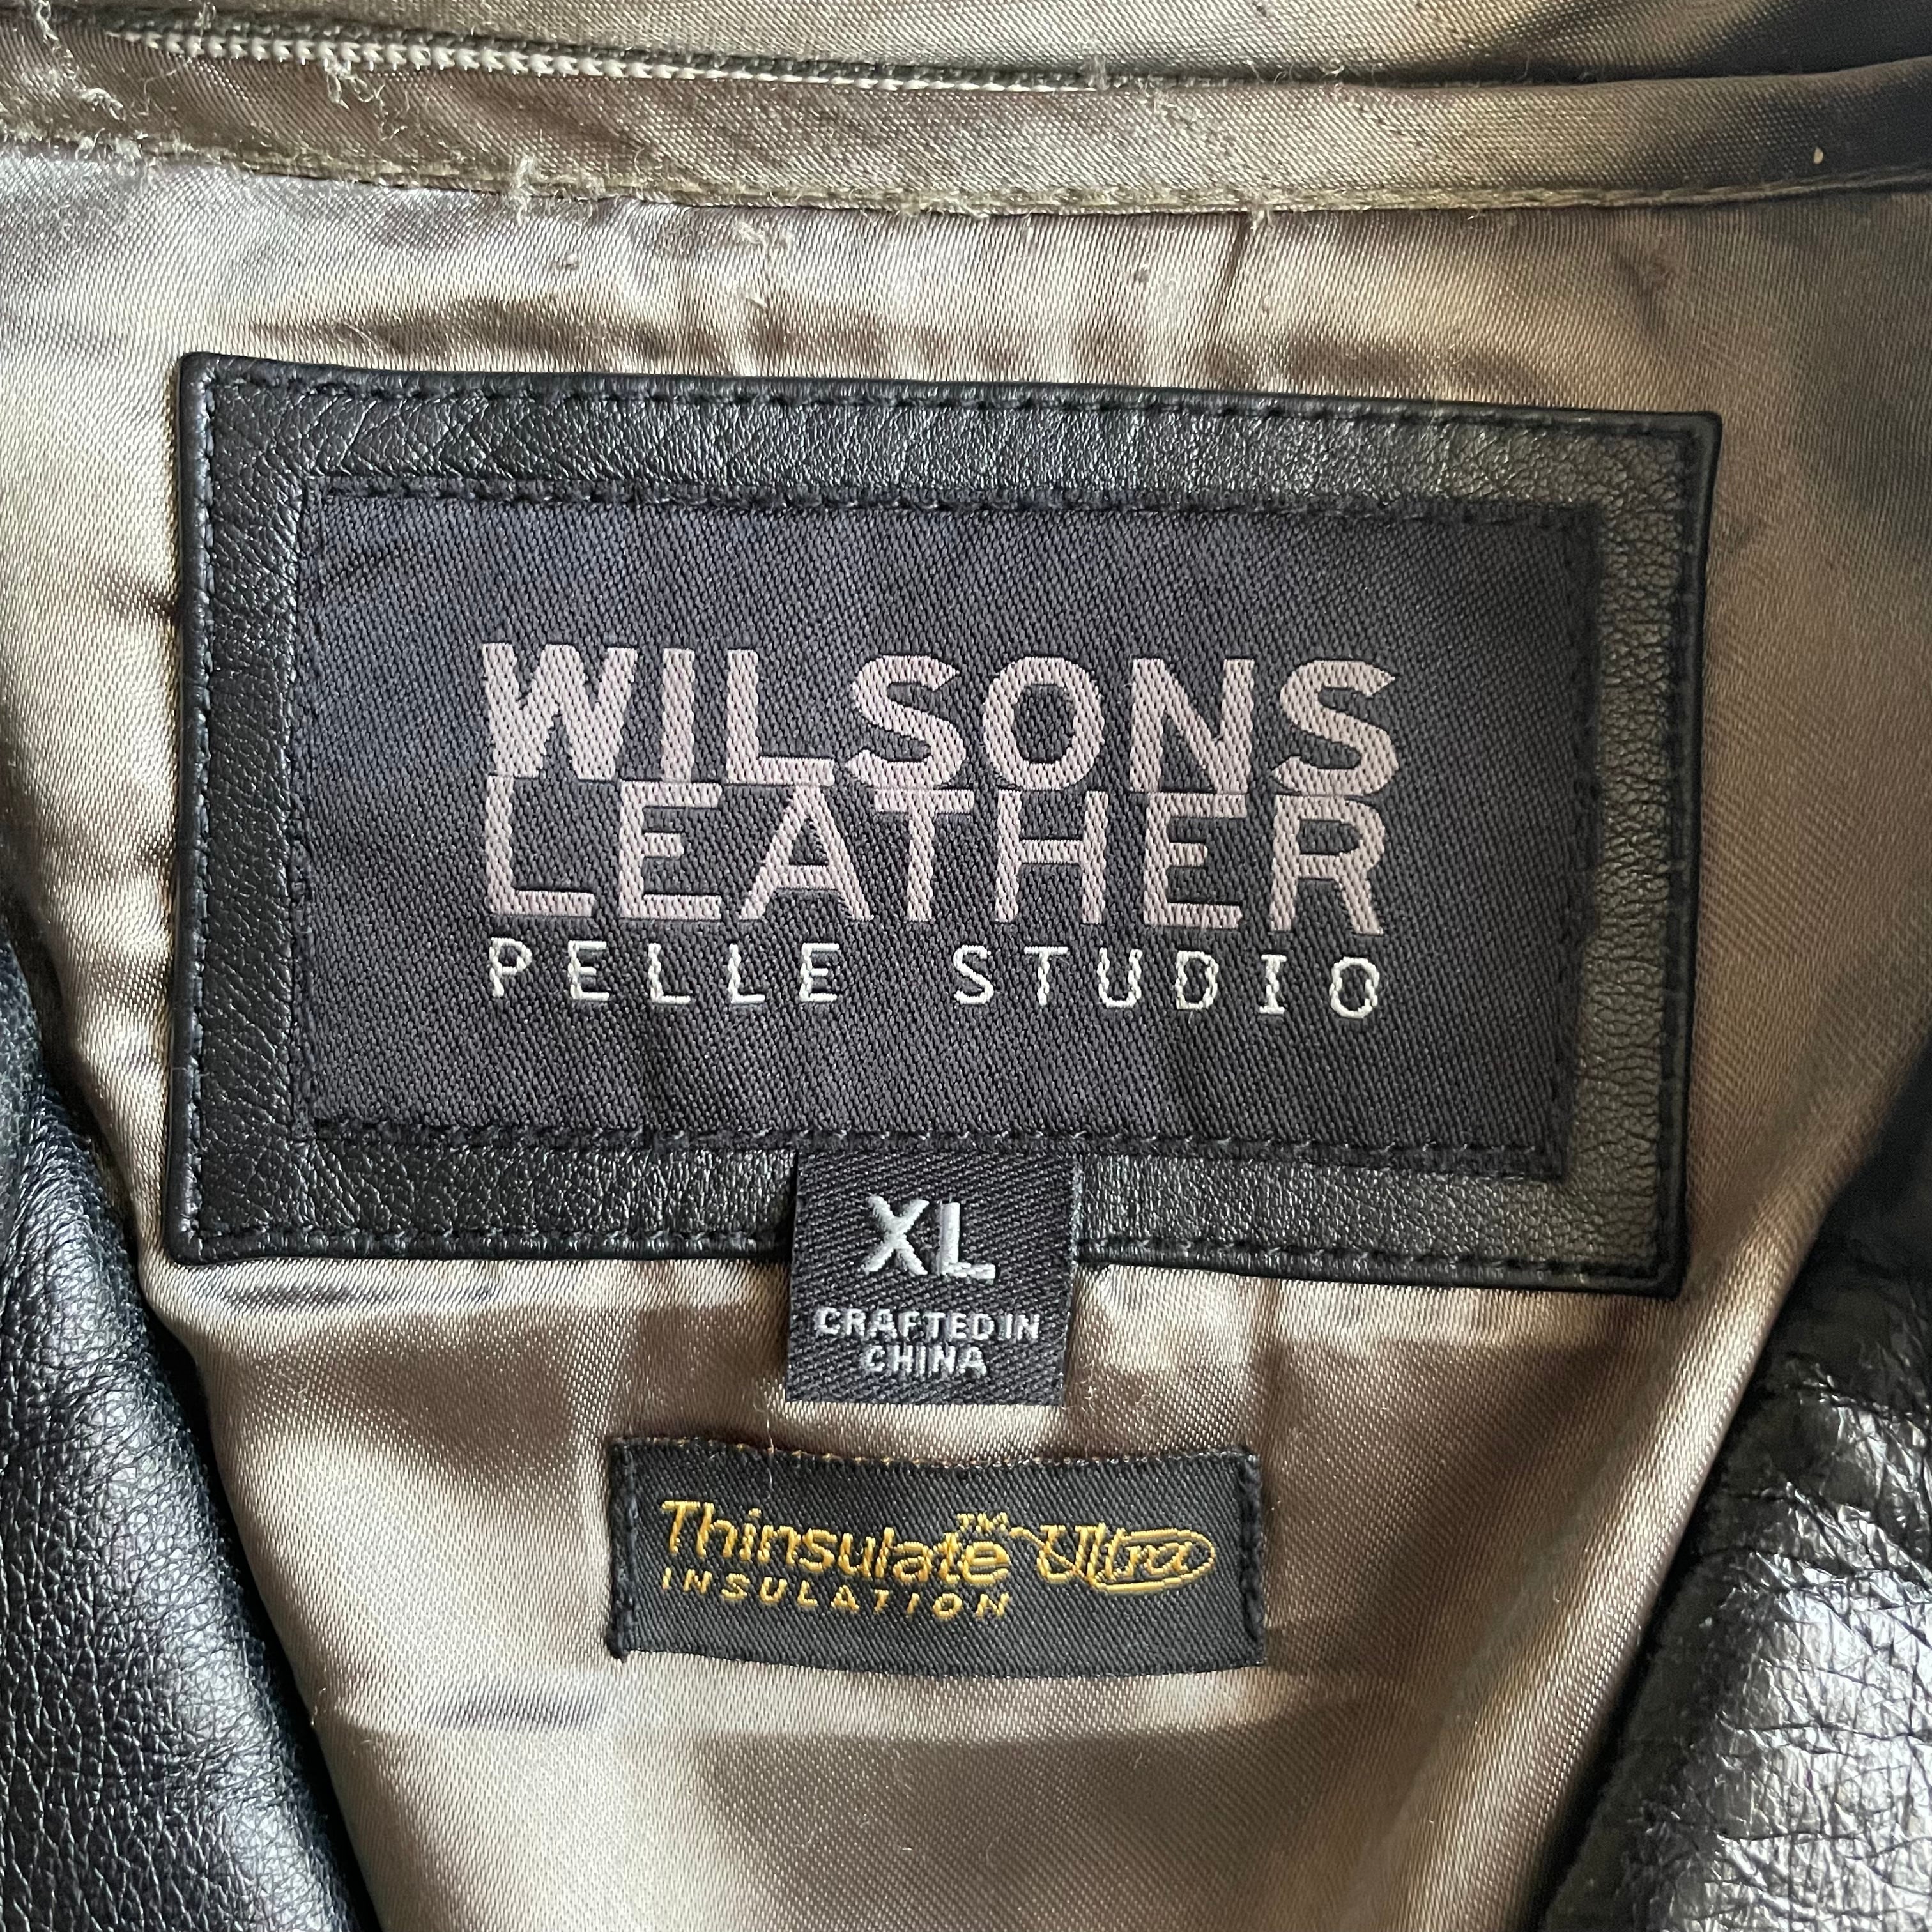 WILSONS
LEATHER
PELLE STUDIO
XL
CRAFTED IN
CHINA
Thinsulate™ Ultra
INSULATION